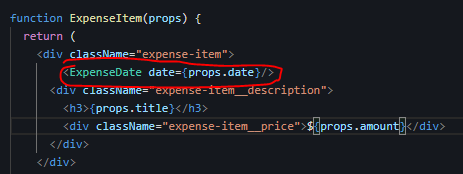 function ExpenseItem(props) {
return (
<div className="expense-item">
<ExpenseDate date={props.date}/>
<div className="expense-item__description">
<h3>{props.title}</h3>
<div className="expense-item__price">${props.amount}</div>
</div>
</div>